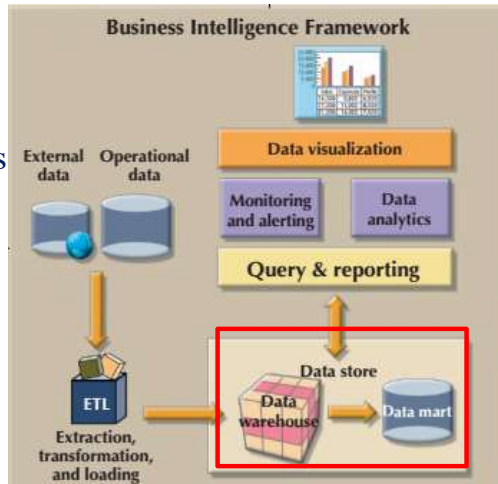 Business Intelligence Framework
Data visualization
s
External
data
Operational
data
Monitoring
and alerting
Data
analytics
Query & reporting
Data store
Data
warehouse
Data mart
ETL
Extraction,
transformation,
and loading